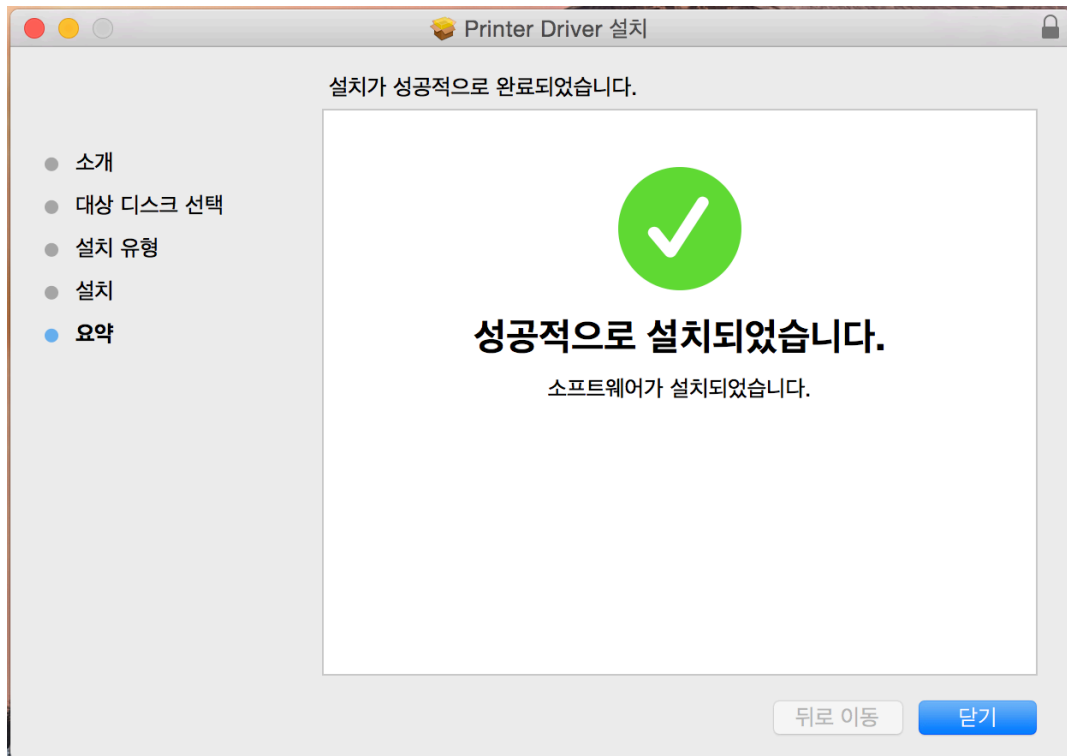 Printer Driver 설치
설치가 성공적으로 완료되었습니다.
소개
대상 디스크 선택
설치 유형
설치
요약
성공적으로 설치되었습니다.
소프트웨어가 설치되었습니다.
뒤로 이동
닫기